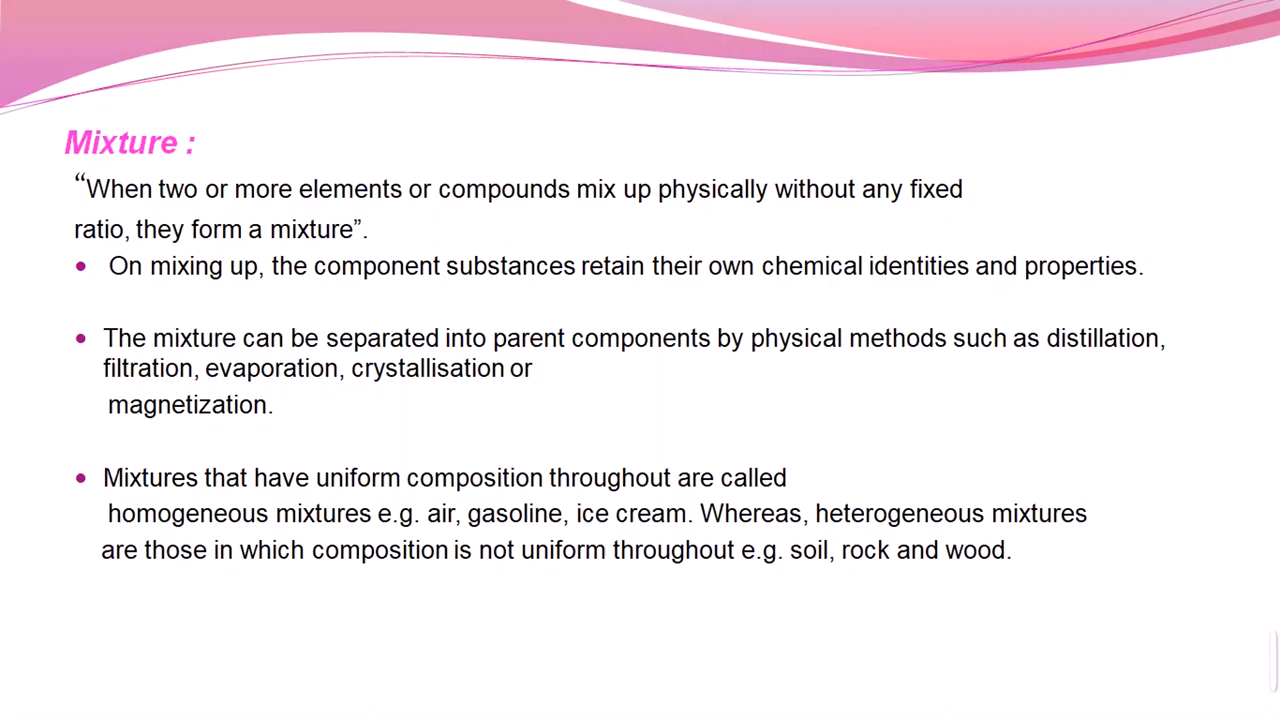 Mixture :
“When two or more elements or compounds mix up physically without any fixed
ratio, they form a mixture”.
• On mixing up, the component substances retain their own chemical identities and properties.
• The mixture can be separated into parent components by physical methods such as distillation,
filtration, evaporation, crystallisation or
magnetization.
• Mixtures that have uniform composition throughout are called
homogeneous mixtures e.g. air, gasoline, ice cream. Whereas, heterogeneous mixtures
are those in which composition is not uniform throughout e.g. soil, rock and wood.